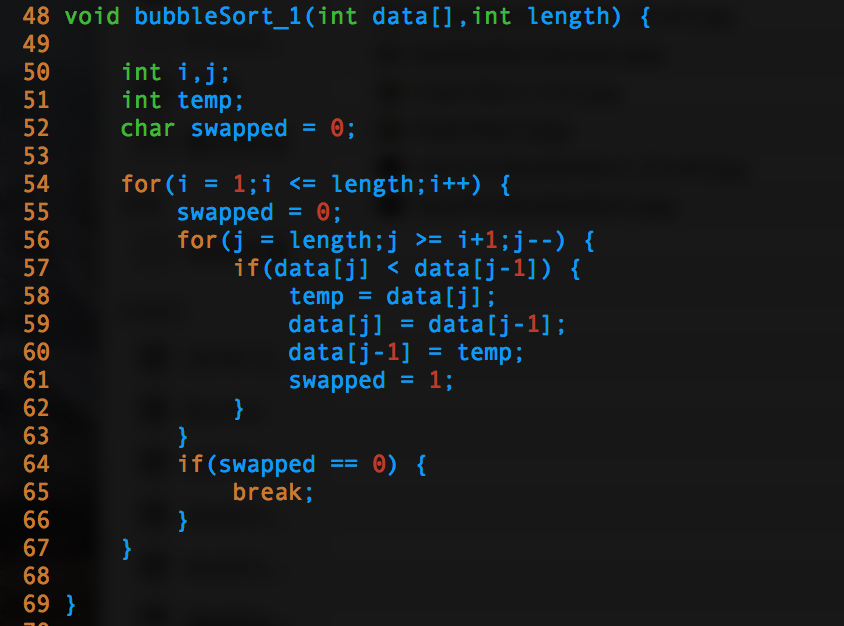 48 void bubbleSort_1(int data[],int length) {
49
50     int i,j;
51     int temp;
52     char swapped = 0;
53
54     for(i = 1;i <= length;i++) {
55         swapped = 0;
56         for(j = length;j >= i+1;j--) {
57             if(data[j] < data[j-1]) {
58                 temp = data[j];
59                 data[j] = data[j-1];
60                 data[j-1] = temp;
61                 swapped = 1;
62             }
63         }
64         if(swapped == 0) {
65             break;
66         }
67     }
68
69 }